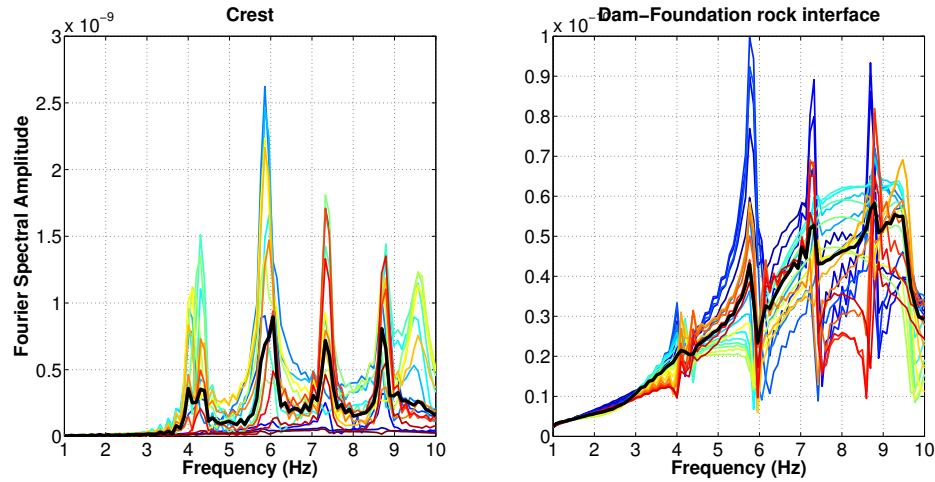 Crest
x 10⁻⁹
3
2.5
2
1.5
1
0.5
0
1 2 3 4 5 6 7 8 9 10
Frequency (Hz)
Fourier Spectral Amplitude
Dam−Foundation rock interface
x 10
1
0.9
0.8
0.7
0.6
0.5
0.4
0.3
0.2
0.1
0
1 2 3 4 5 6 7 8 9 10
Frequency (Hz)